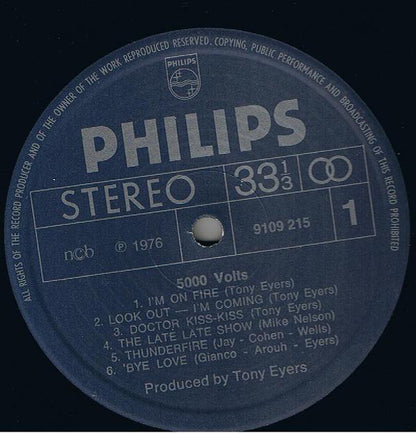 ALL RIGHTS OF THE RECORD PRODUCER AND OF THE OWNER OF THE WORK REPRODUCED RESERVED. COPYING, PUBLIC PERFORMANCE AND BROADCASTING OF THIS RECORD PROHIBITED
PHILIPS
PHILIPS
STEREO 33 1/3
ncb ℗ 1976 9109 215 1
5000 Volts
1. I'M ON FIRE (Tony Eyers)
2. LOOK OUT — I'M COMING (Tony Eyers)
3. DOCTOR KISS-KISS (Tony Eyers)
4. THE LATE LATE SHOW (Mike Nelson)
5. THUNDERFIRE (Jay - Cohen - Wells)
6. 'BYE LOVE (Gianco - Arouh - Eyers)
Produced by Tony Eyers